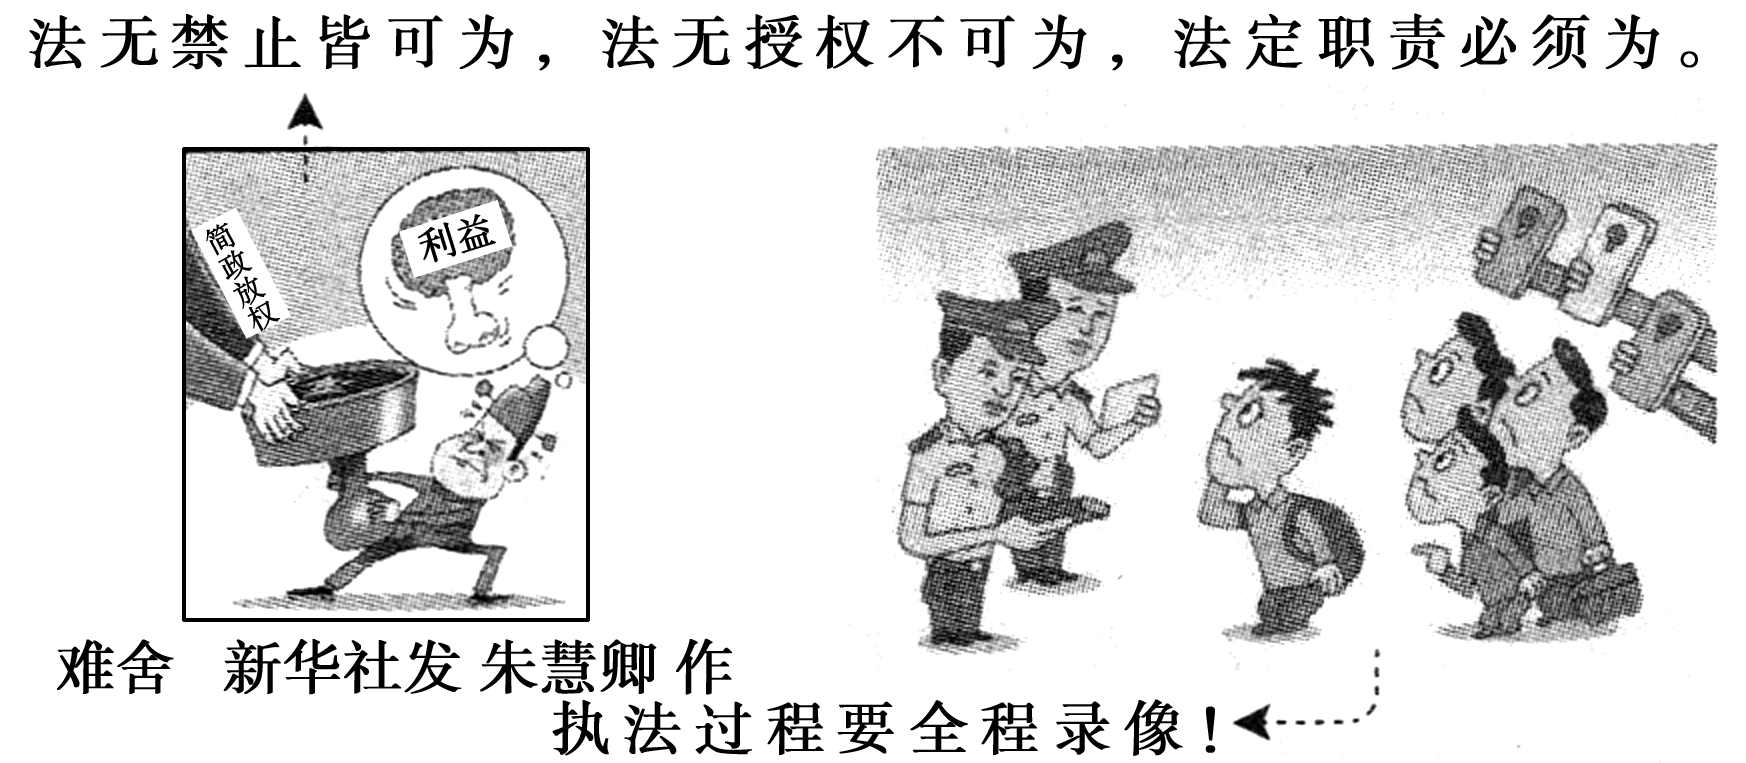 法无禁止皆可为，法无授权不可为，法定职责必须为。
简政放权
利益
难舍 新华社发 朱慧卿 作
执法过程要全程录像！